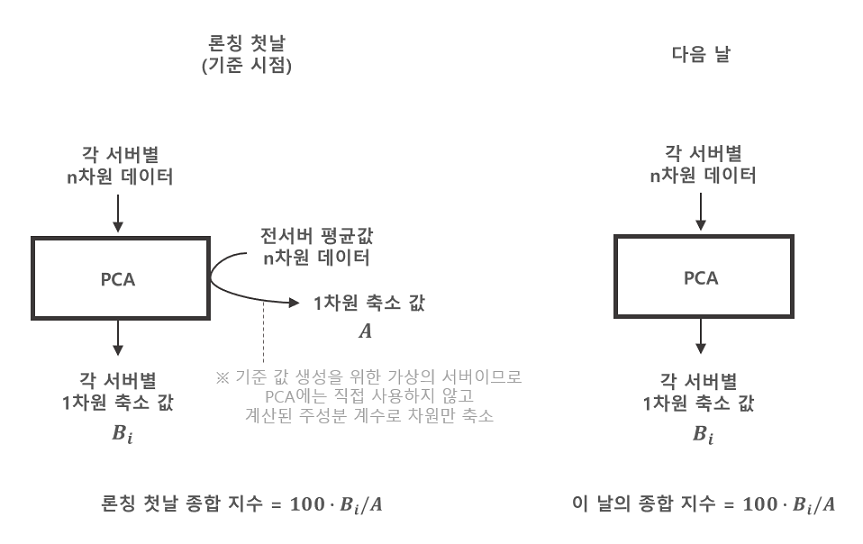 론칭 첫날
(기준 시점)
각 서버별
n차원 데이터
PCA
전서버 평균값
n차원 데이터
1차원 축소 값
A
※ 기준 값 생성을 위한 가상의 서버이므로
PCA에는 직접 사용하지 않고
계산된 주성분 계수로 차원만 축소
각 서버별
1차원 축소 값
Bᵢ
론칭 첫날 종합 지수 = 100 · Bᵢ/A
다음 날
각 서버별
n차원 데이터
PCA
각 서버별
1차원 축소 값
Bᵢ
이 날의 종합 지수 = 100 · Bᵢ/A